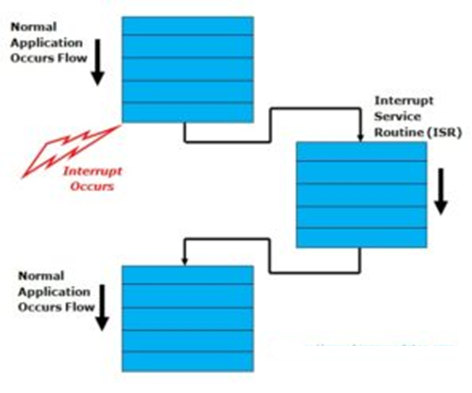 Normal
Application
Occurs Flow
Interrupt
Service
Routine (ISR)
Interrupt
Occurs
Normal
Application
Occurs Flow